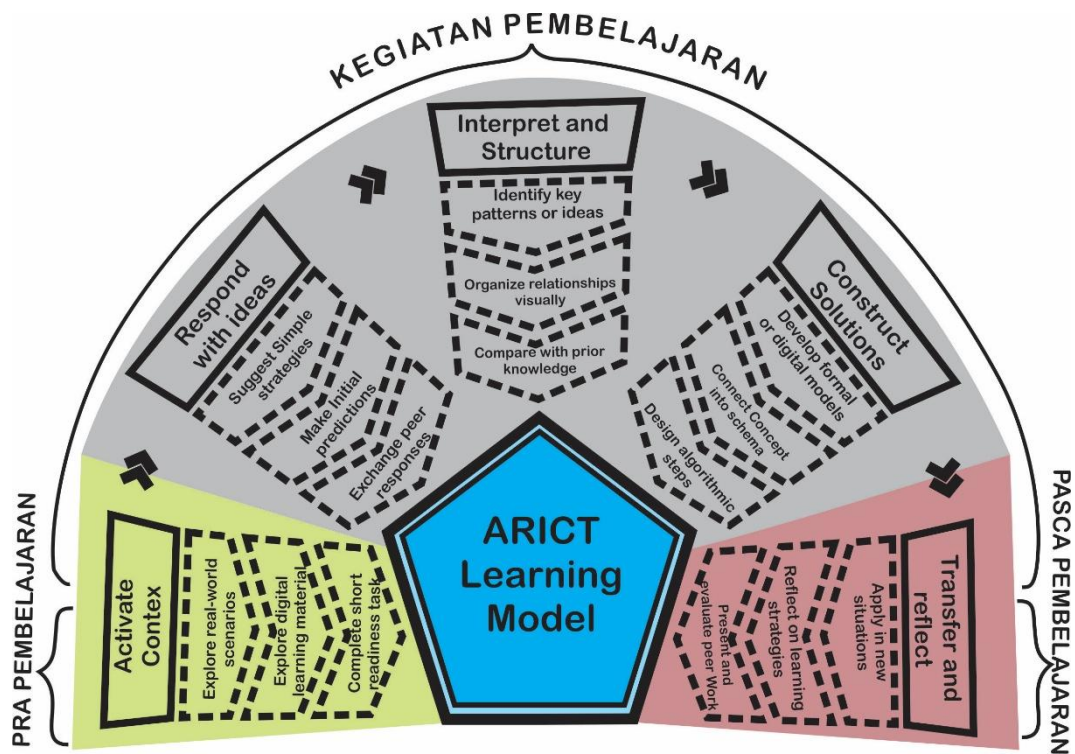 KEGIATAN PEMBELAJARAN
PRA PEMBELAJARAN
Activate
Contex
Explore real-world
scenarios
Explore digital
learning material
Complete short
readiness task
Respond
with ideas
Suggest Simple
strategies
Make Initial
predictions
Exchange peer
responses
Interpret and
Structure
Identify key
patterns or ideas
Organize relationships
visually
Compare with prior
knowledge
Construct
Solutions
Develop formal
or digital models
Connect Concept
into schema
Design algorithmic
steps
PASCA PEMBELAJARAN
Transfer and
reflect
Apply in new
situations
Reflect on learning
strategies
Present and
evaluate peer Work
ARICT
Learning
Model